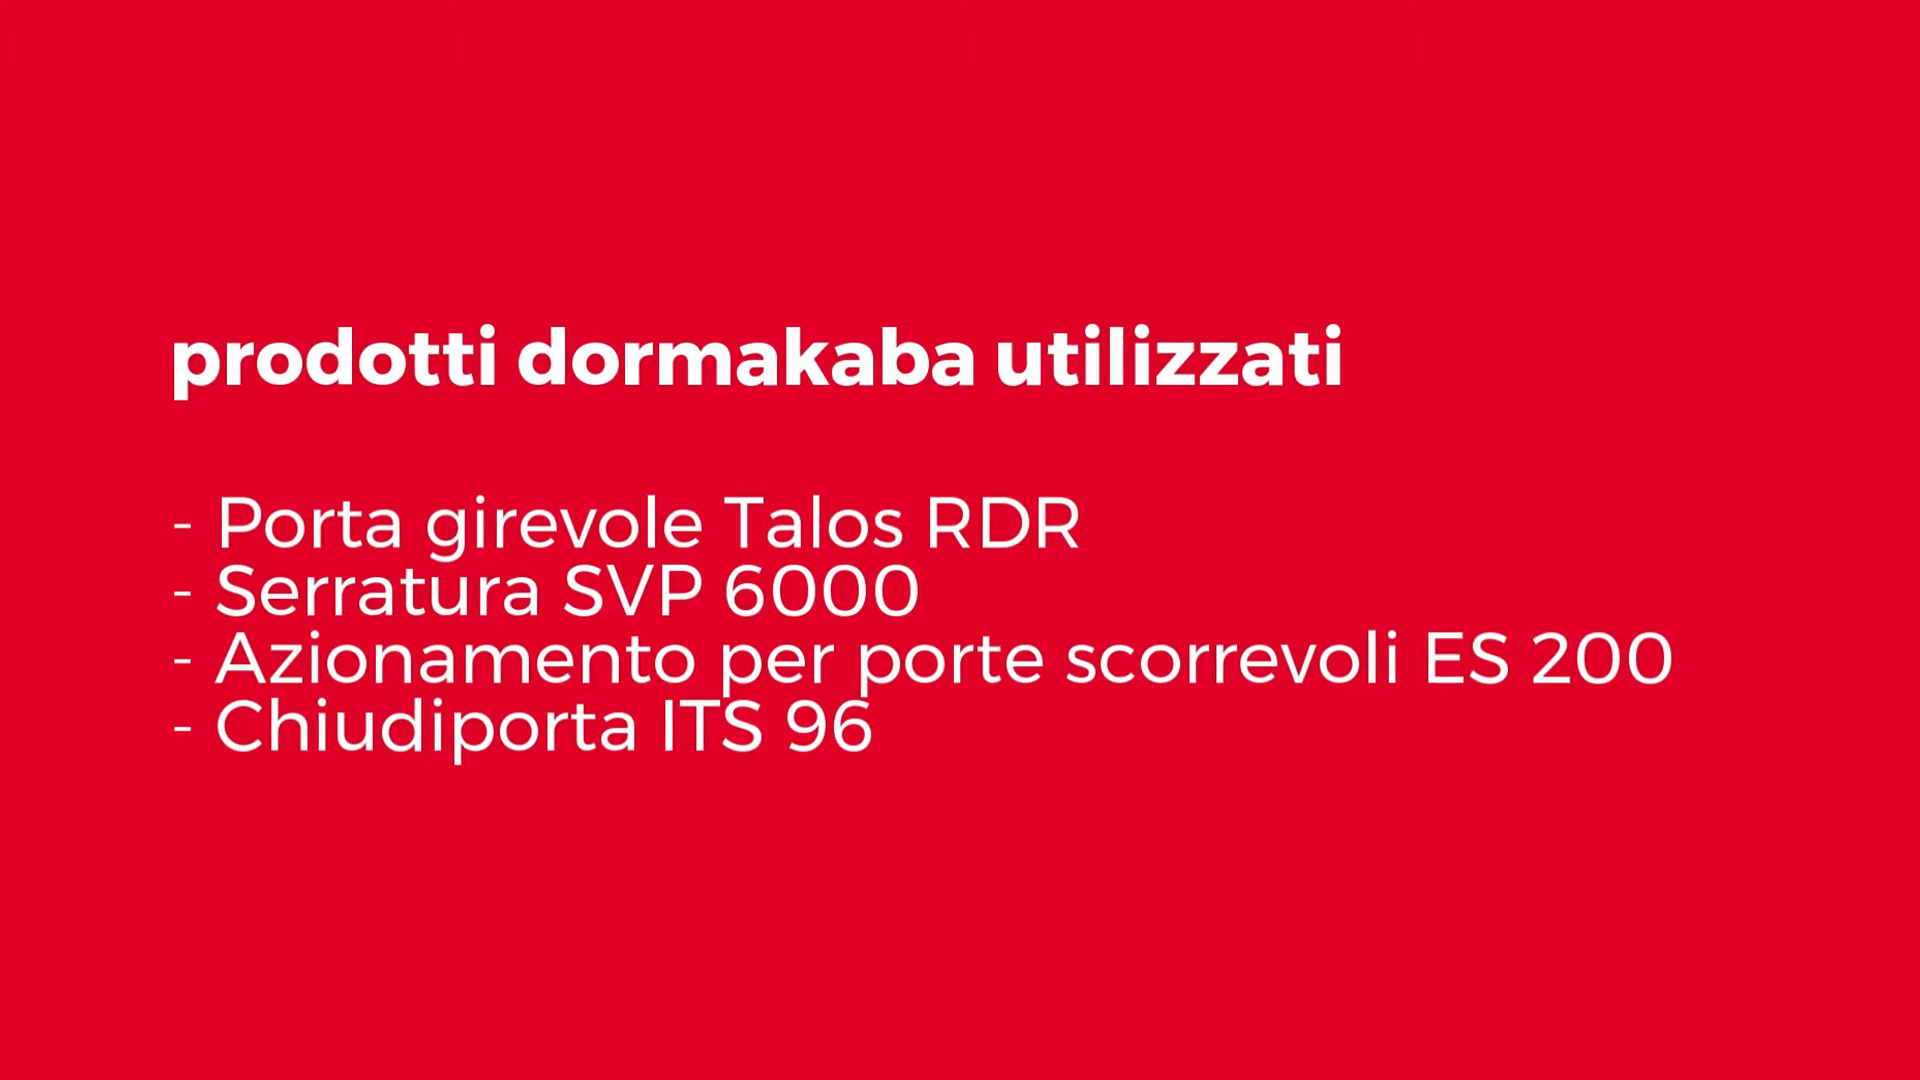 prodotti dormakaba utilizzati
- Porta girevole Talos RDR
- Serratura SVP 6000
- Azionamento per porte scorrevoli ES 200
- Chiudiporta ITS 96